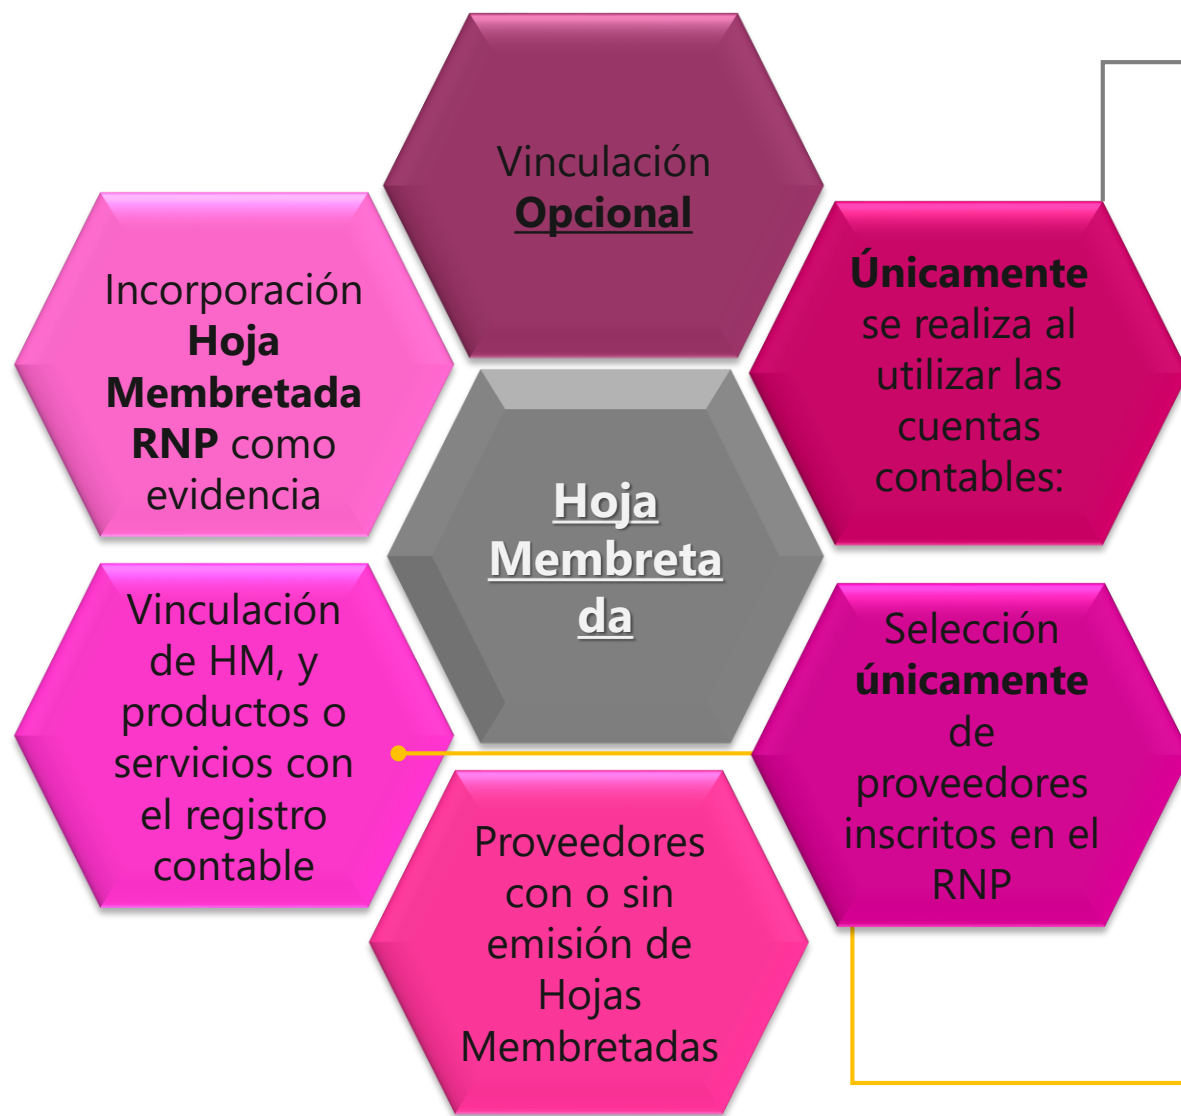 Vinculación
Opcional
Incorporación
Hoja
Membretada
RNP como
evidencia
Únicamente
se realiza al
utilizar las
cuentas
contables:
Hoja
Membreta
da
Vinculación
de HM, y
productos o
servicios con
el registro
contable
Selección
únicamente
de
proveedores
inscritos en el
RNP
Proveedores
con o sin
emisión de
Hojas
Membretadas